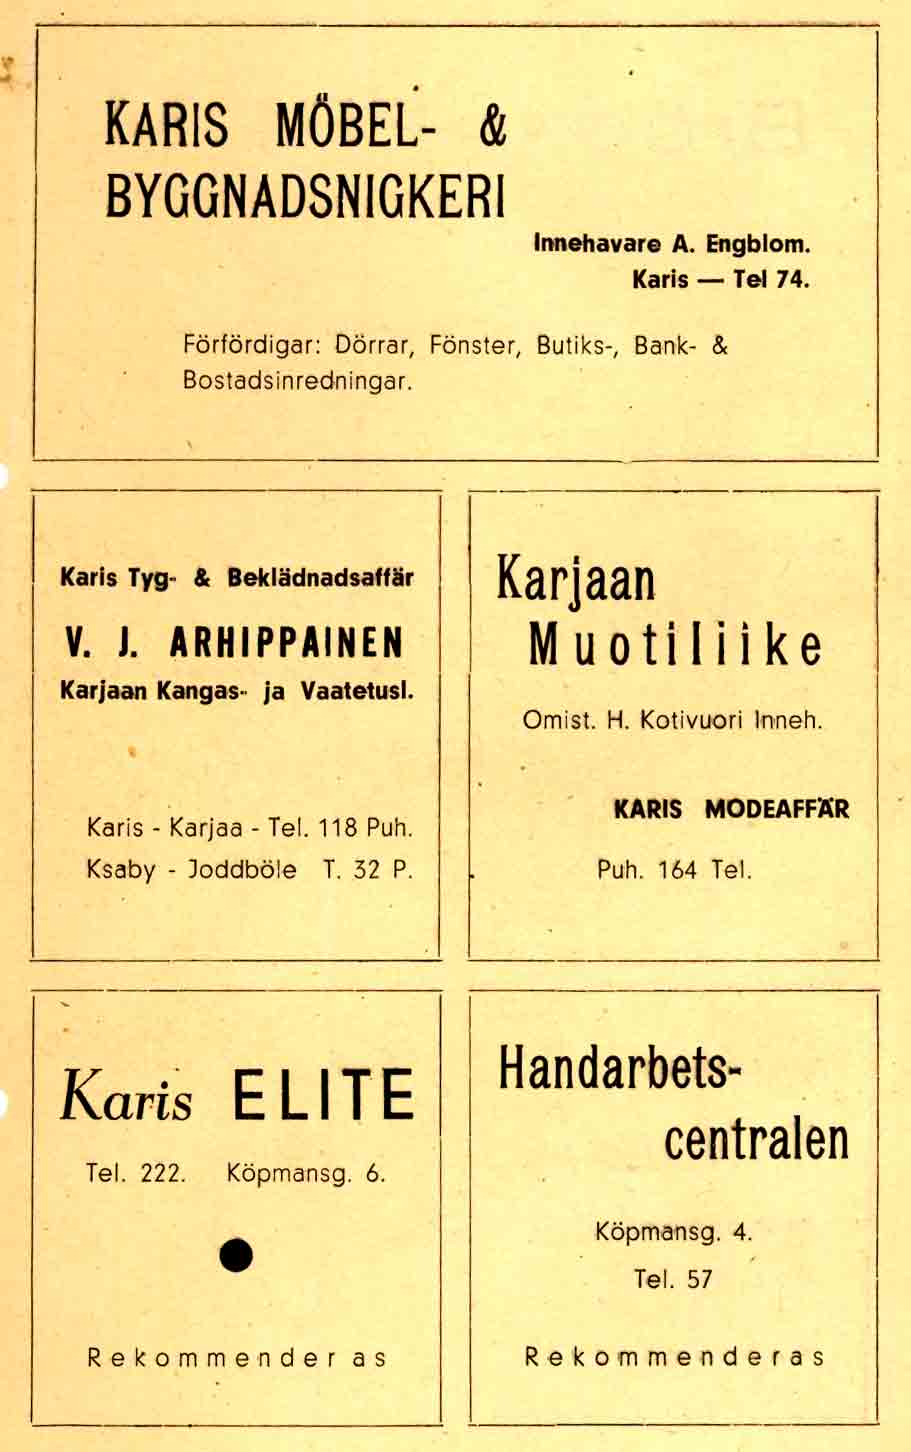 KARIS MÖBEL- &
BYGGNADSNIGKERI
Innehavare A. Engblom.
Karis — Tel 74.
Förfördigar: Dörrar, Fönster, Butiks-, Bank- &
Bostadsinredningar.
Karis Tyg- & Beklädnadsaffär
V. J. ARHIPPAINEN
Karjaan Kangas- ja Vaatetusl.
Karis - Karjaa - Tel. 118 Puh.
Ksaby - Joddböle T. 32 P.
Karjaan
Muotiliike
Omist. H. Kotivuori Inneh.
KARIS MODEAFFÄR
Puh. 164 Tel.
Karis ELITE
Tel. 222. Köpmansg. 6.
Rekommenderas
Handarbets-
centralen
Köpmansg. 4.
Tel. 57
Rekommenderas